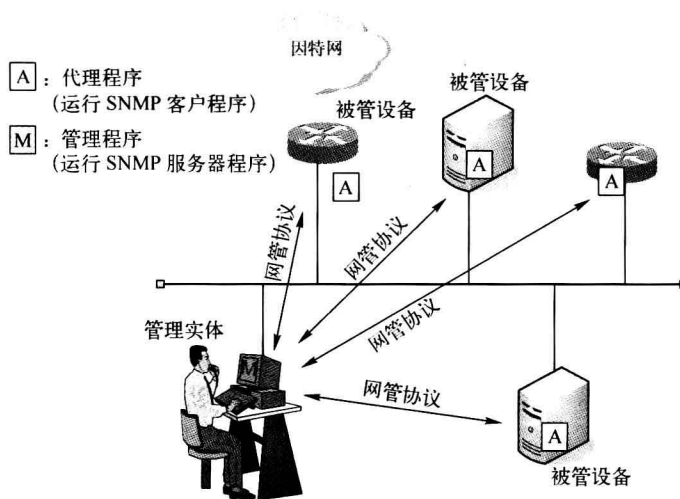 因特网
A：代理程序
（运行 SNMP 客户程序）
M：管理程序
（运行 SNMP 服务器程序）
被管设备
被管设备
A
A
A
网管协议
网管协议
网管协议
管理实体
M
网管协议
A
被管设备